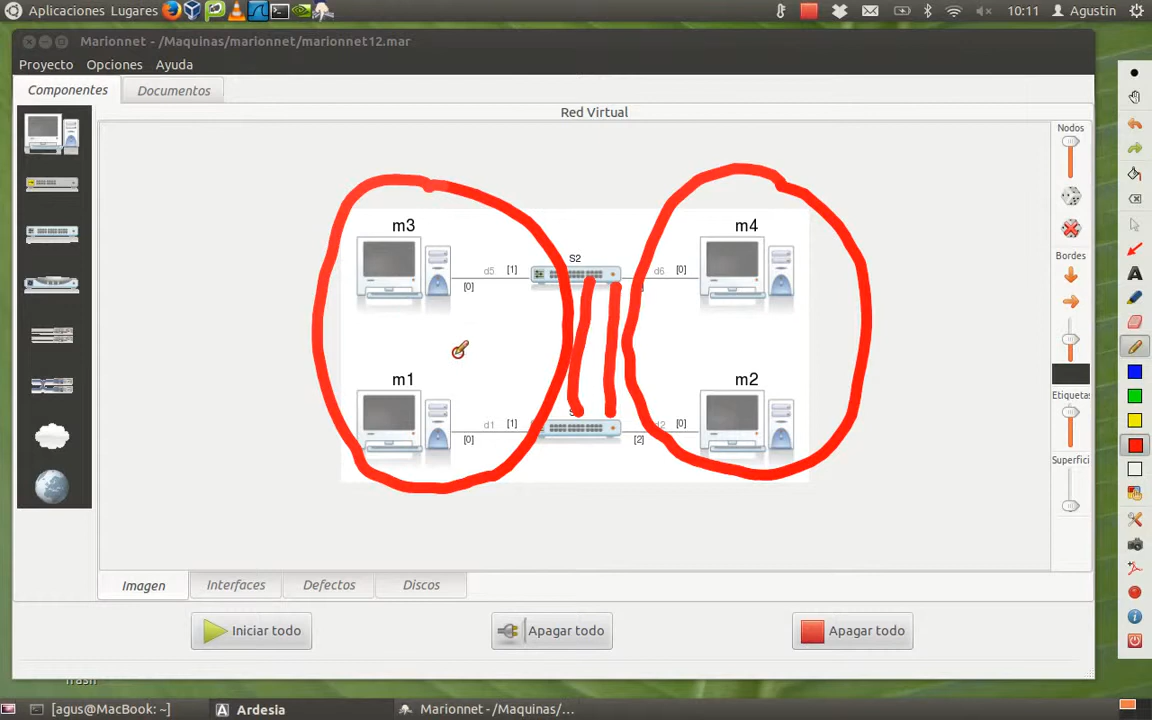 Aplicaciones Lugares
10:11 Agustin
Marionnet - /Maquinas/marionnet/marionnet12.mar
Proyecto Opciones Ayuda
Componentes Documentos
Red Virtual
Nodos
m3 m4
S2
d5 [1] d6 [0]
[0]
Bordes
m1 m2
Etiquetas
d1 [1] d2 [0]
[0] [2]
Superfici
Imagen Interfaces Defectos Discos
Iniciar todo Apagar todo Apagar todo
[agus@MacBook: ~] Ardesia Marionnet - /Maquinas/...